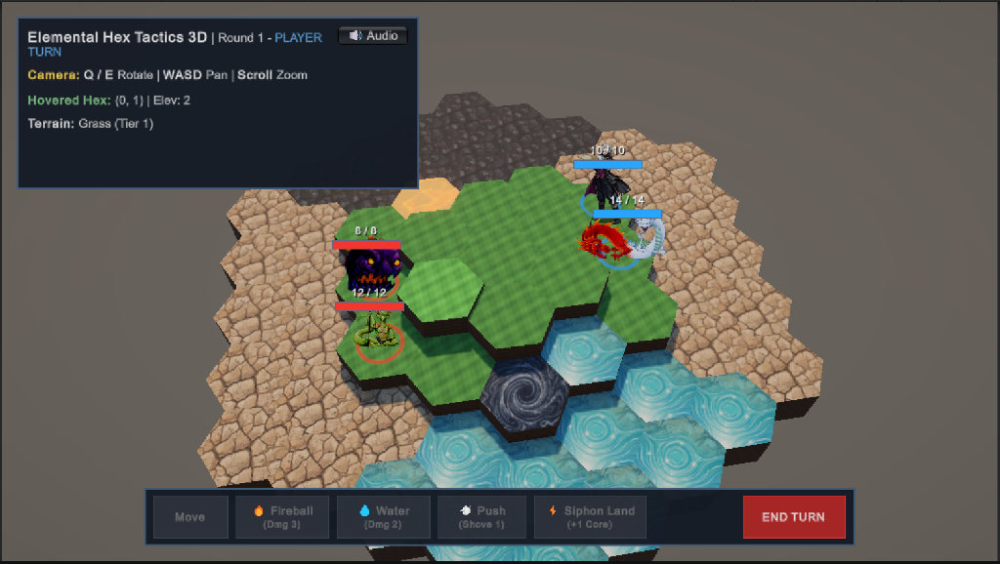 Elemental Hex Tactics 3D | Round 1 - PLAYER
TURN
Audio
Camera: Q / E Rotate | WASD Pan | Scroll Zoom
Hovered Hex: (0, 1) | Elev: 2
Terrain: Grass (Tier 1)
10 / 10
14 / 14
8 / 8
12 / 12
Move
Fireball
(Dmg 3)
Water
(Dmg 2)
Push
(Shove 1)
Siphon Land
(+1 Core)
END TURN